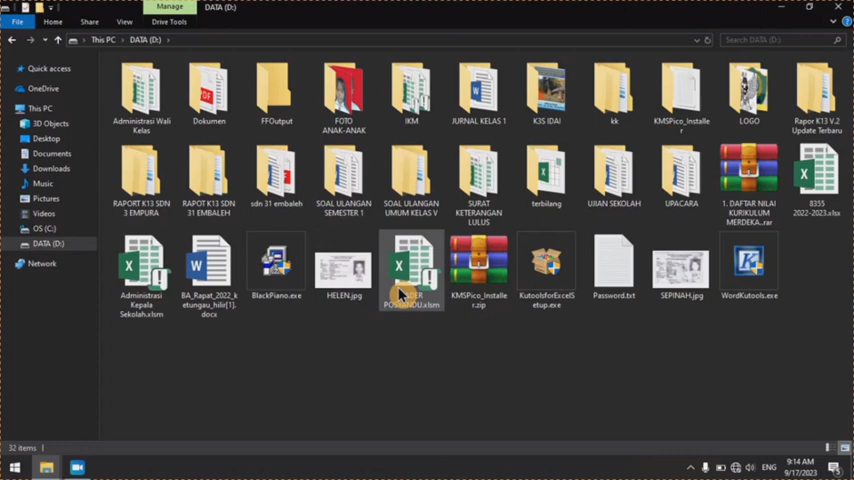 Manage
DATA (D:)
File
Home
Share
View
Drive Tools
This PC
DATA (D:)
Search DATA (D:)
Quick access
OneDrive
This PC
3D Objects
Desktop
Documents
Downloads
Music
Pictures
Videos
OS (C:)
DATA (D:)
Network
Administrasi Wali
Kelas
Dokumen
FFOutput
FOTO
ANAK-ANAK
IKM
JURNAL KELAS 1
K3S IDAI
kk
KMSPico_Installe
r
LOGO
Rapor K13 V.2
Update Terbaru
RAPORT K13 SDN
3 EMPURA
RAPOT K13 SDN
31 EMBALEH
sdn 31 embaleh
SOAL ULANGAN
SEMESTER 1
SOAL ULANGAN
UMUM KELAS V
SURAT
KETERANGAN
LULUS
terbilang
UJIAN SEKOLAH
UPACARA
1. DAFTAR NILAI
KURIKULUM
MERDEKA..rar
8355
2022-2023.xlsx
Administrasi
Kepala
Sekolah.xlsm
BA_Rapat_2022_k
etungau_hilir[1].
docx
BlackPiano.exe
HELEN.jpg
KMSPico_Installe
r.zip
KutoolsforExcelS
etup.exe
Password.txt
SEPINAH.jpg
WordKutools.exe
32 items
ENG
9:14 AM
9/17/2023